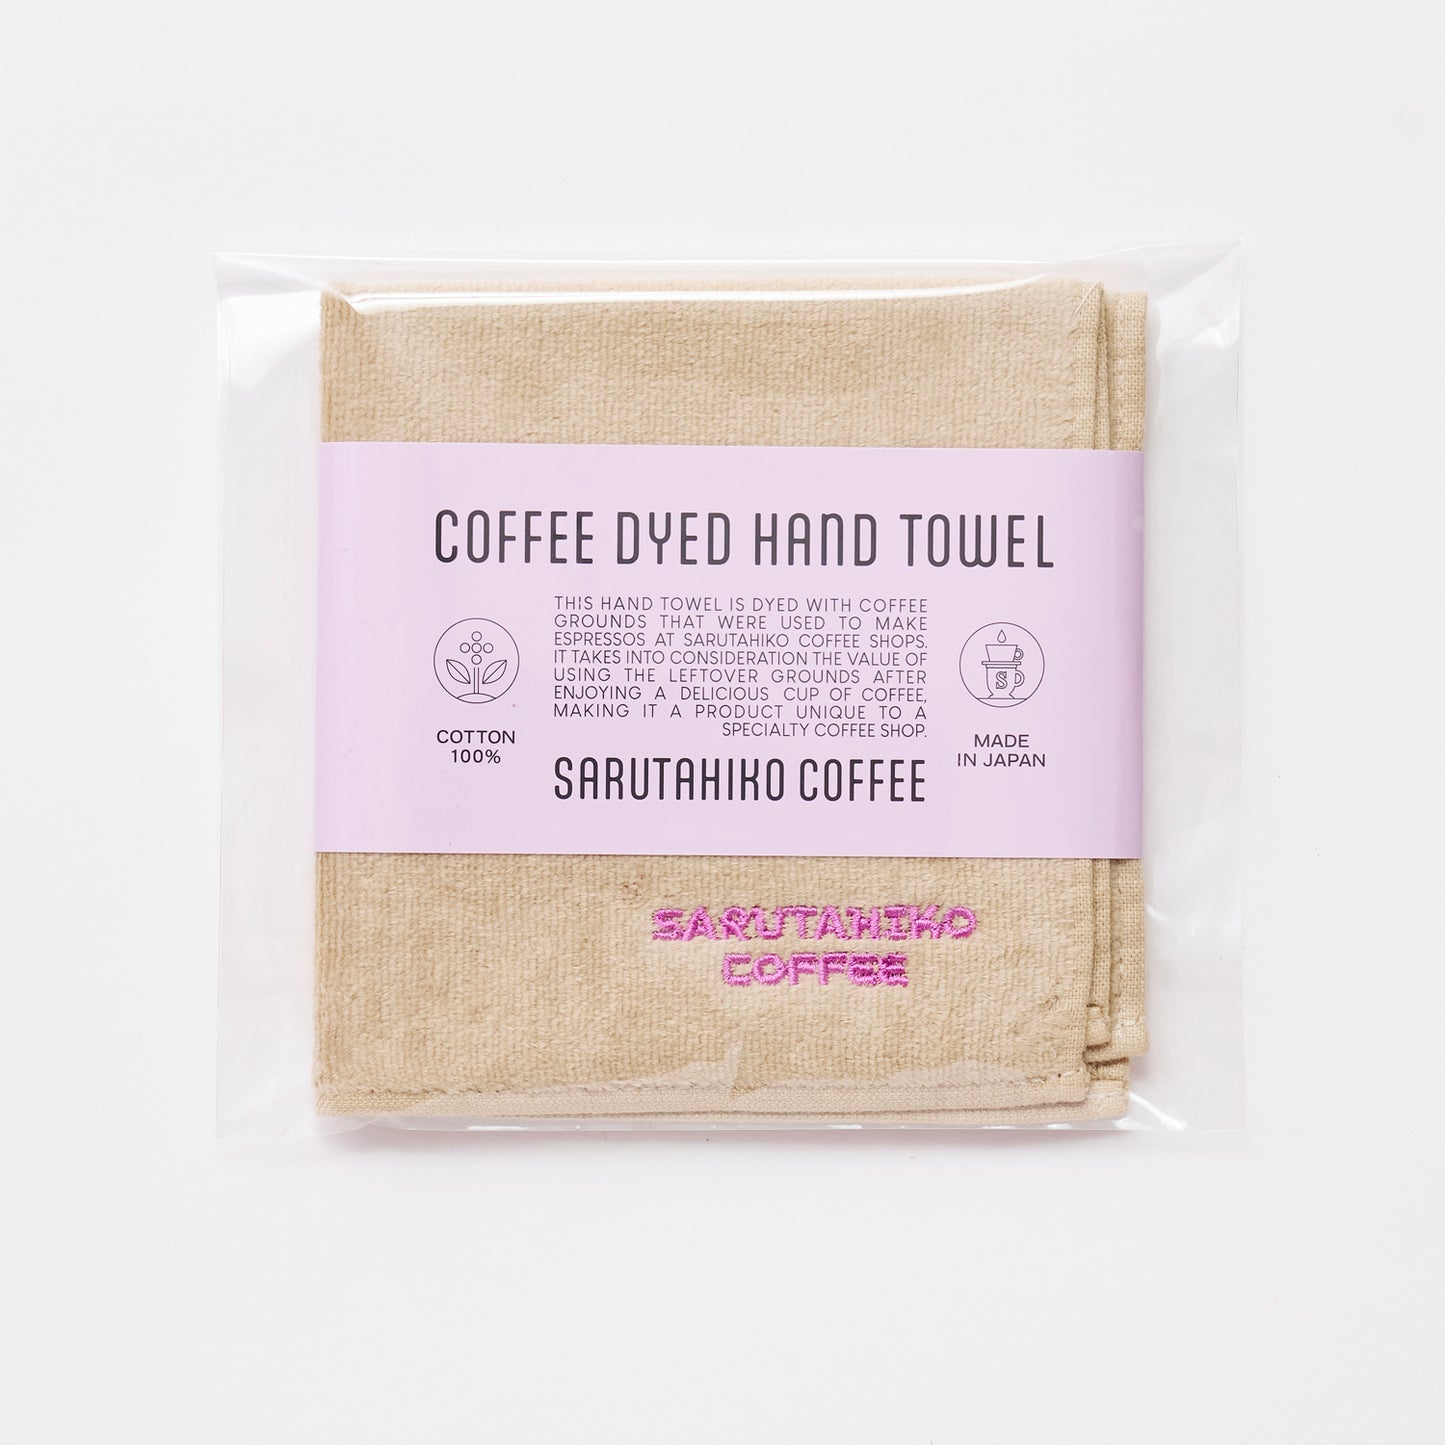 COFFEE DYED HAND TOWEL
THIS HAND TOWEL IS DYED WITH COFFEE
GROUNDS THAT WERE USED TO MAKE
ESPRESSOS AT SARUTAHIKO COFFEE SHOPS.
IT TAKES INTO CONSIDERATION THE VALUE OF
USING THE LEFTOVER GROUNDS AFTER
ENJOYING A DELICIOUS CUP OF COFFEE,
MAKING IT A PRODUCT UNIQUE TO A
SPECIALTY COFFEE SHOP.
COTTON
100%
S
MADE
IN JAPAN
SARUTAHIKO COFFEE
SARUTAHIKO
COFFEE